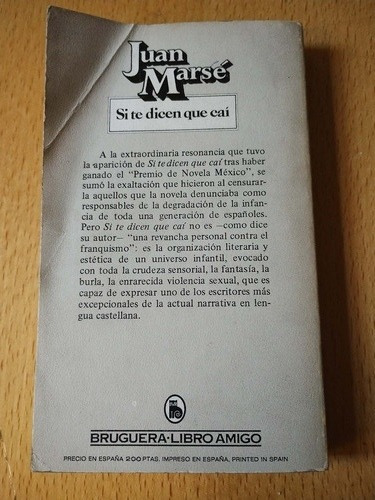 Juan
Marsé
Si te dicen que caí
A la extraordinaria resonancia que tuvo
la aparición de Si te dicen que caí tras haber
ganado el "Premio de Novela México", se
sumó la exaltación que hicieron al censurar-
la aquellos que la novela denunciaba como
responsables de la degradación de la infan-
cia de toda una generación de españoles.
Pero Si te dicen que caí no es —como dice
su autor— "una revancha personal contra el
franquismo": es la organización literaria y
estética de un universo infantil, evocado
con toda la crudeza sensorial, la fantasía, la
burla, la enrarecida violencia sexual, que es
capaz de expresar uno de los escritores más
excepcionales de la actual narrativa en len-
gua castellana.
BRUGUERA·LIBRO AMIGO
PRECIO EN ESPAÑA 200 PTAS. IMPRESO EN ESPAÑA, PRINTED IN SPAIN